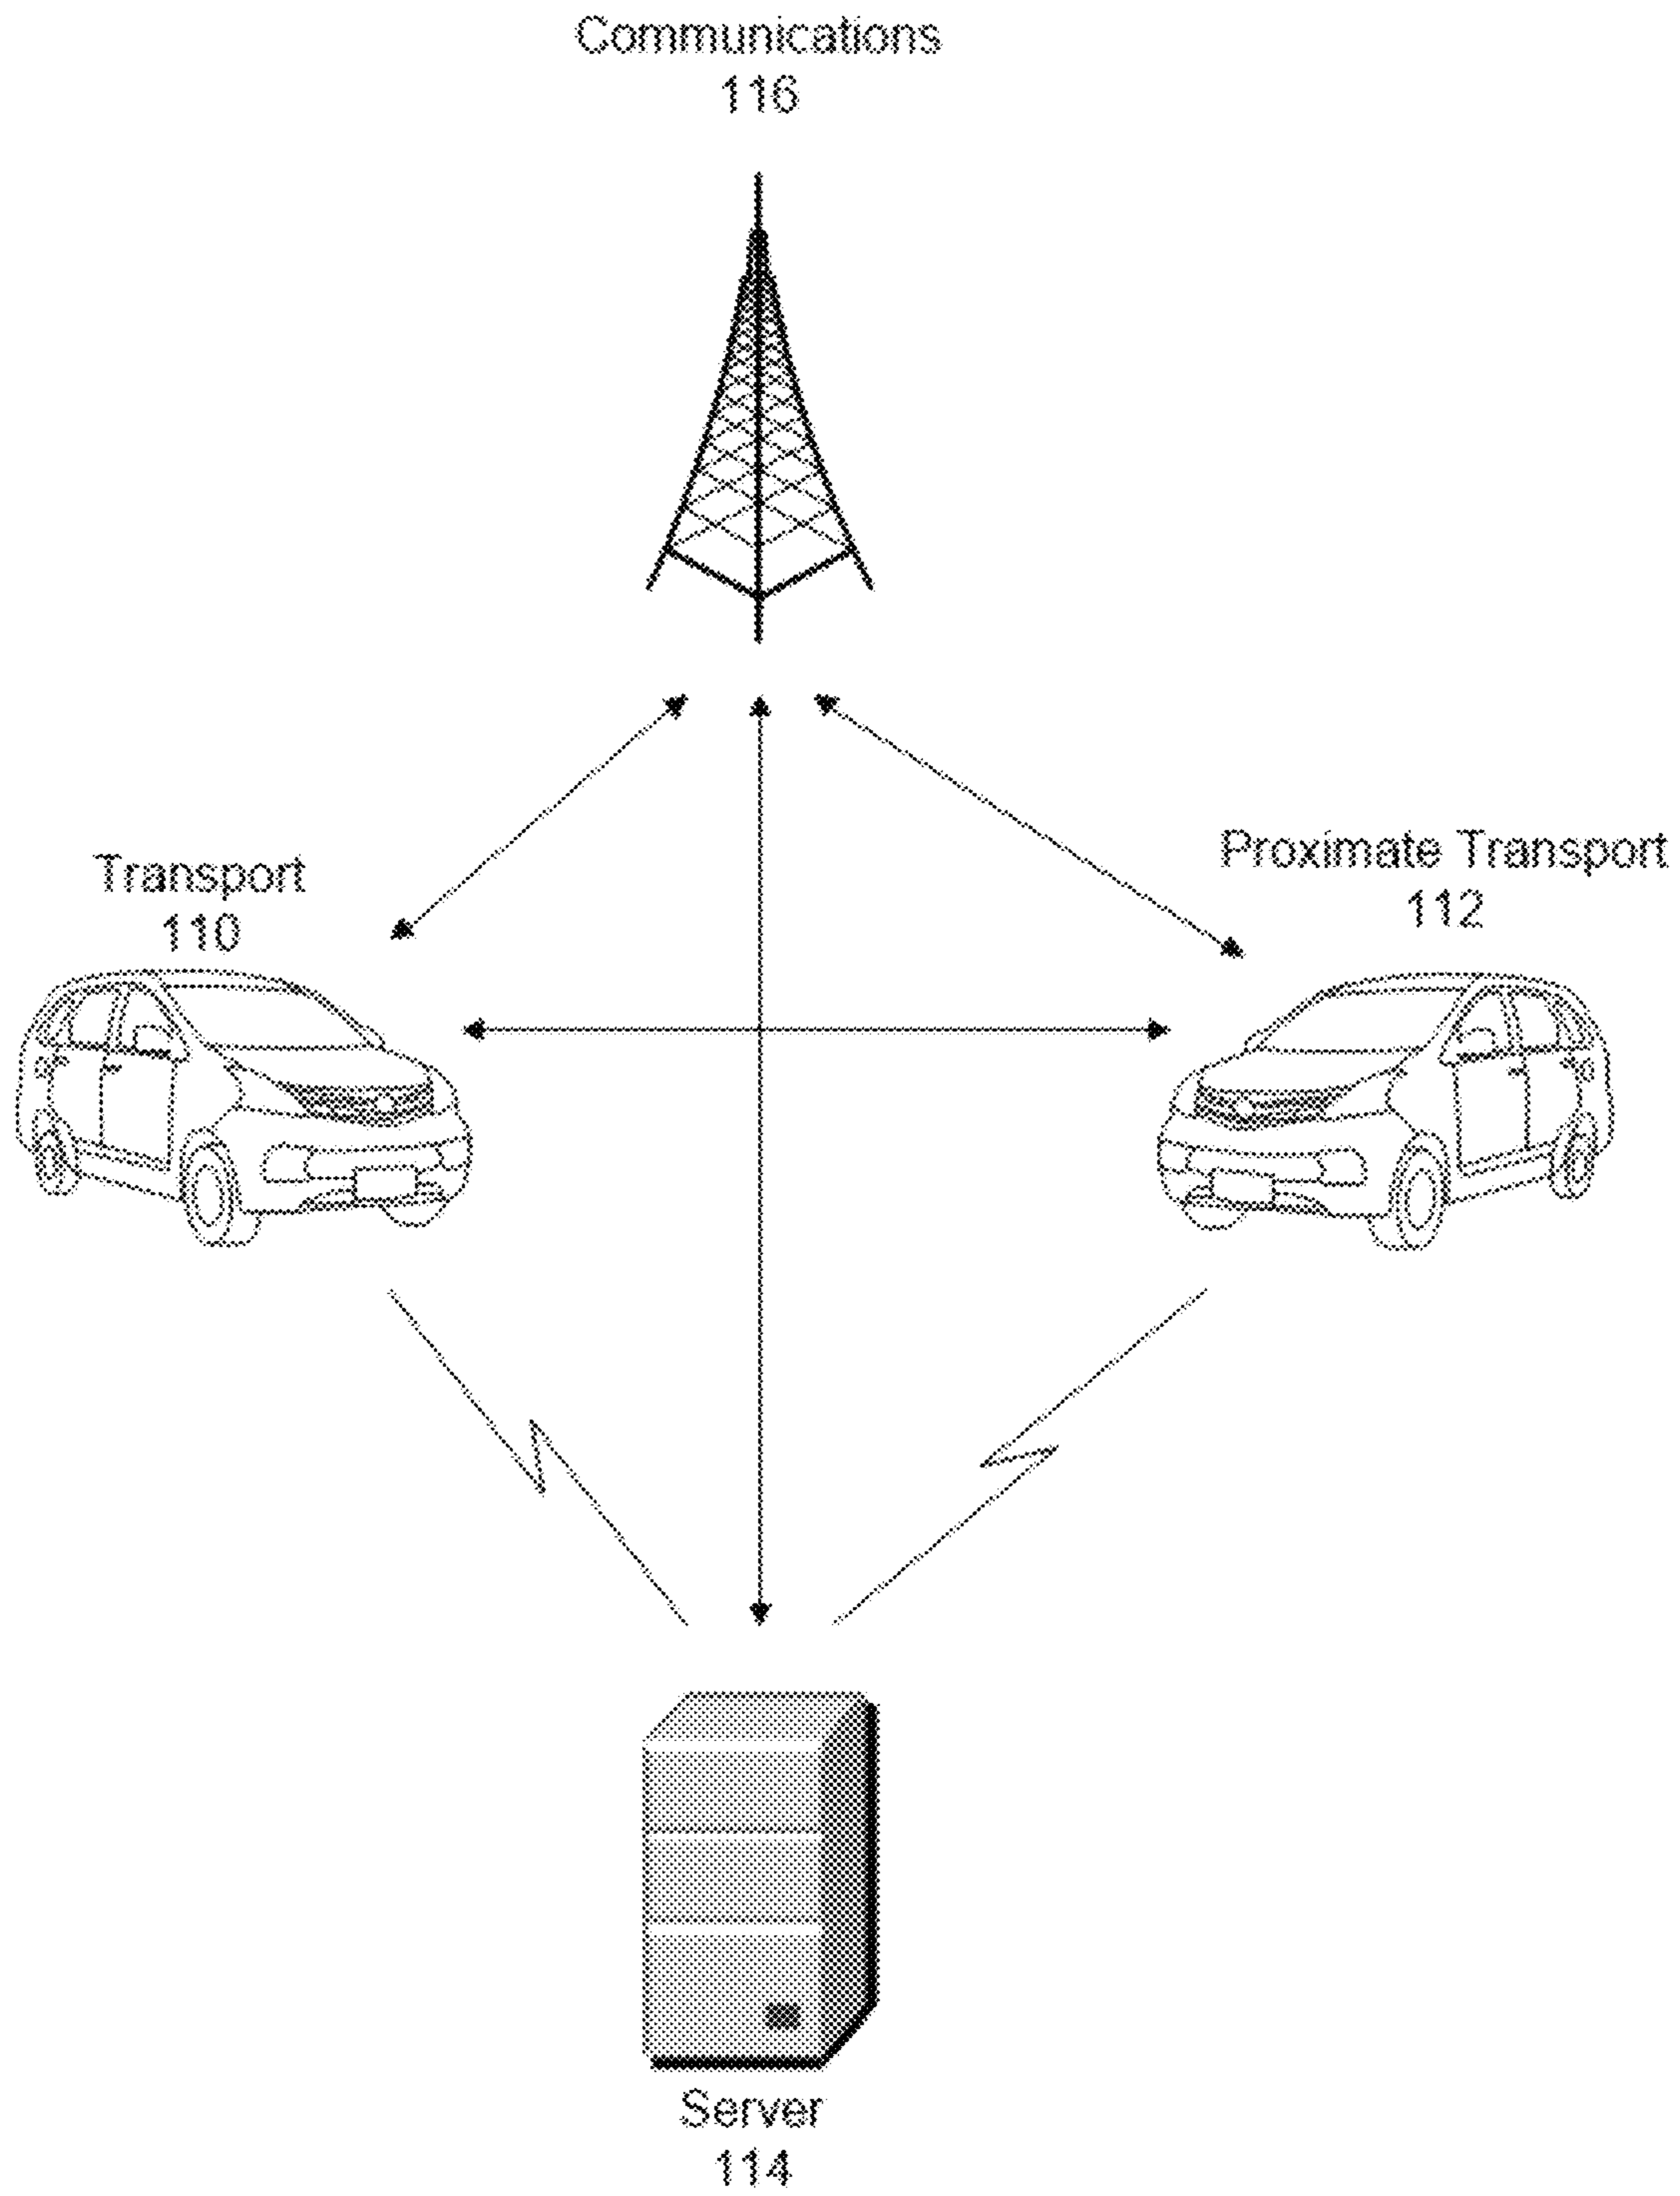 Communications
116
Transport
110
Proximate Transport
112
Server
114